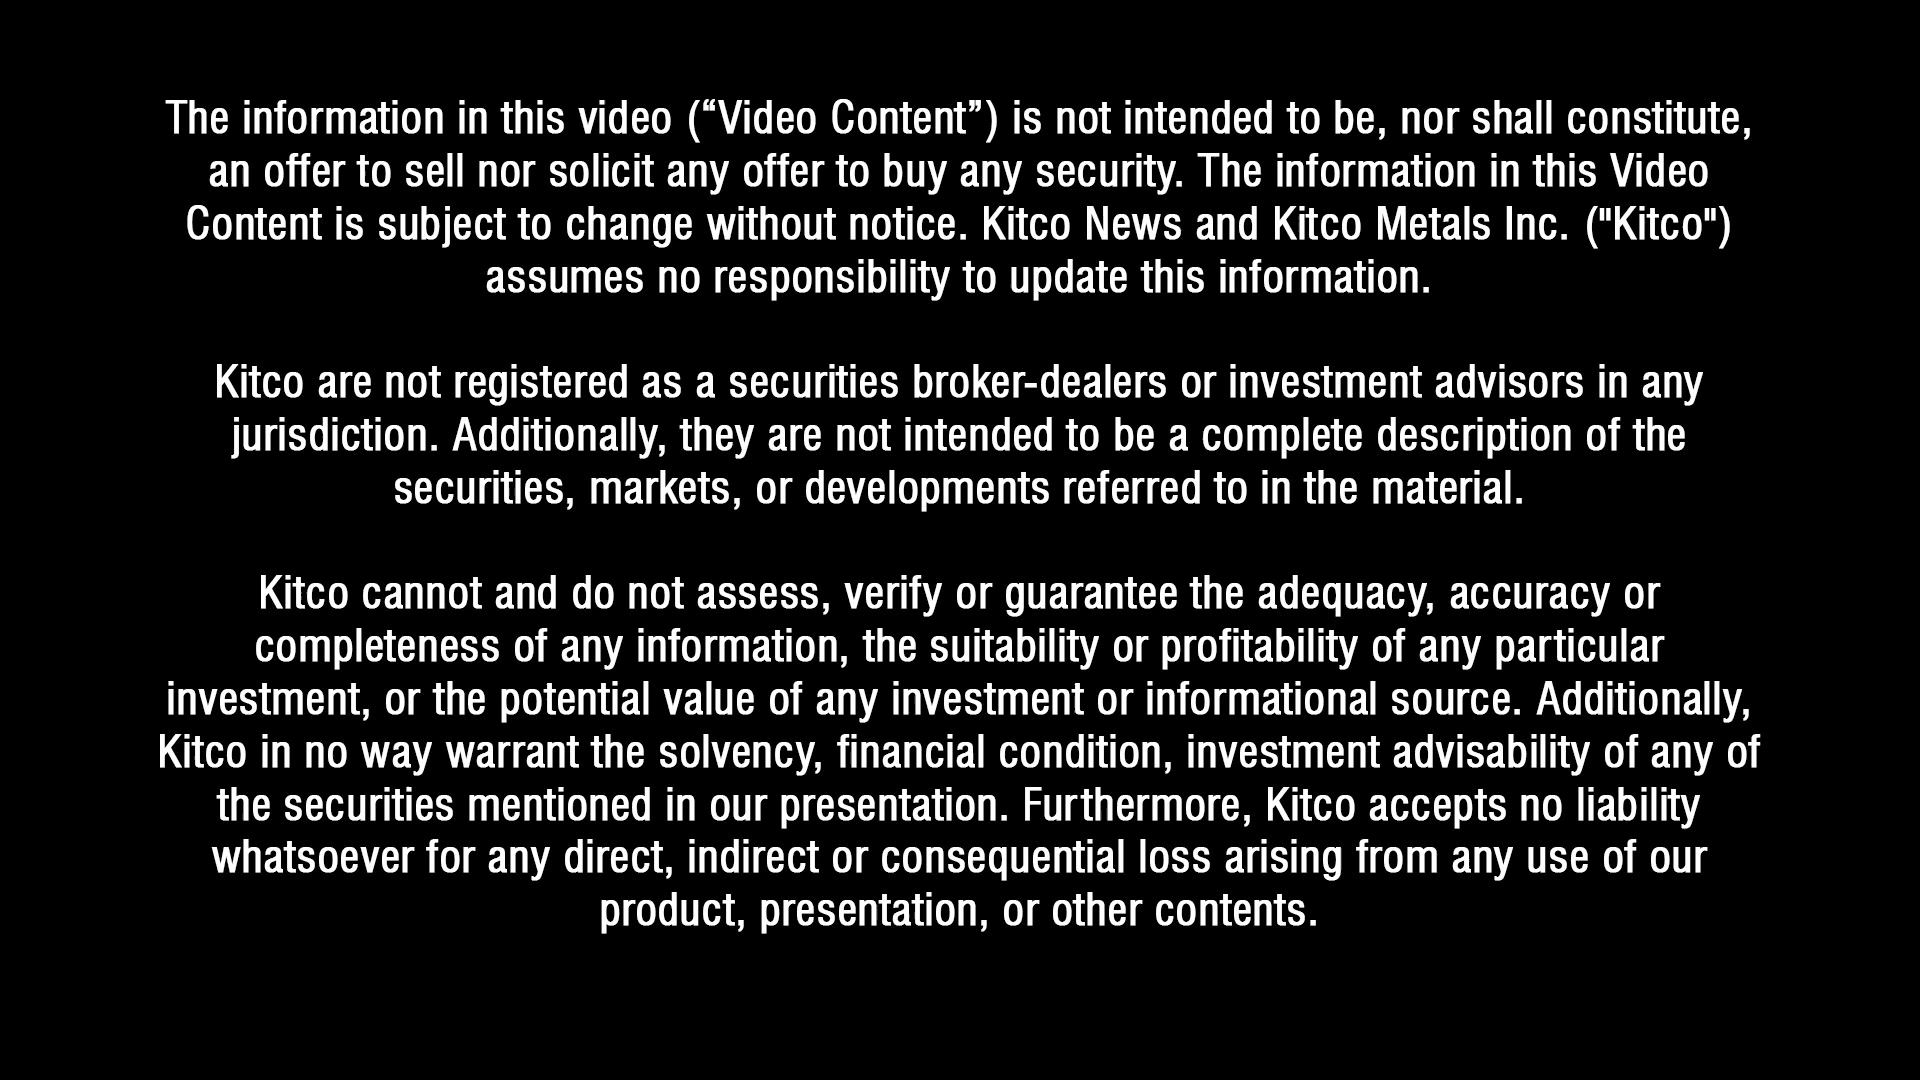 The information in this video (“Video Content”) is not intended to be, nor shall constitute,
an offer to sell nor solicit any offer to buy any security. The information in this Video
Content is subject to change without notice. Kitco News and Kitco Metals Inc. ("Kitco")
assumes no responsibility to update this information.
Kitco are not registered as a securities broker-dealers or investment advisors in any
jurisdiction. Additionally, they are not intended to be a complete description of the
securities, markets, or developments referred to in the material.
Kitco cannot and do not assess, verify or guarantee the adequacy, accuracy or
completeness of any information, the suitability or profitability of any particular
investment, or the potential value of any investment or informational source. Additionally,
Kitco in no way warrant the solvency, financial condition, investment advisability of any of
the securities mentioned in our presentation. Furthermore, Kitco accepts no liability
whatsoever for any direct, indirect or consequential loss arising from any use of our
product, presentation, or other contents.